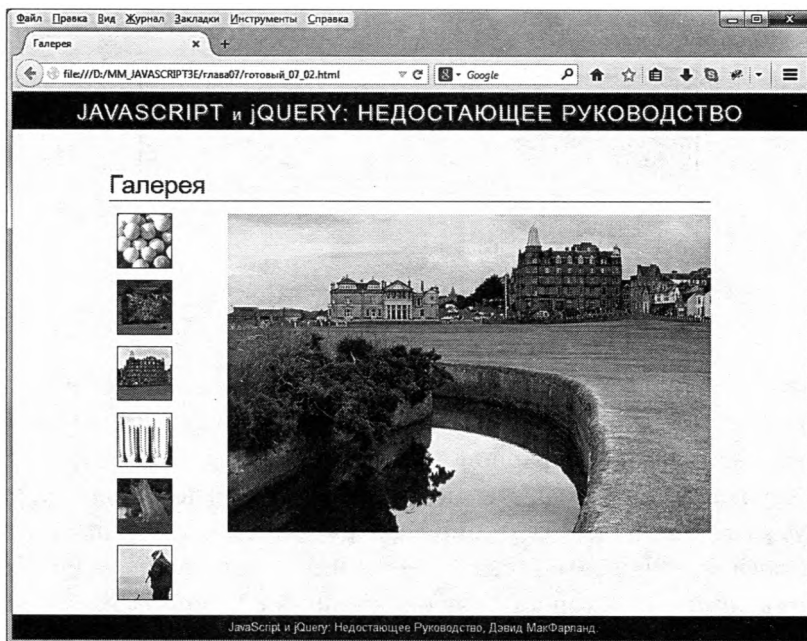 Файл Правка Вид Журнал Закладки Инструменты Справка
Галерея
file:///D:/MM_JAVASCRIPT3E/глава07/готовый_07_02.html
Google
JAVASCRIPT и jQUERY: НЕДОСТАЮЩЕЕ РУКОВОДСТВО
Галерея
JavaScript и jQuery: Недостающее Руководство, Дэвид МакФарланд.